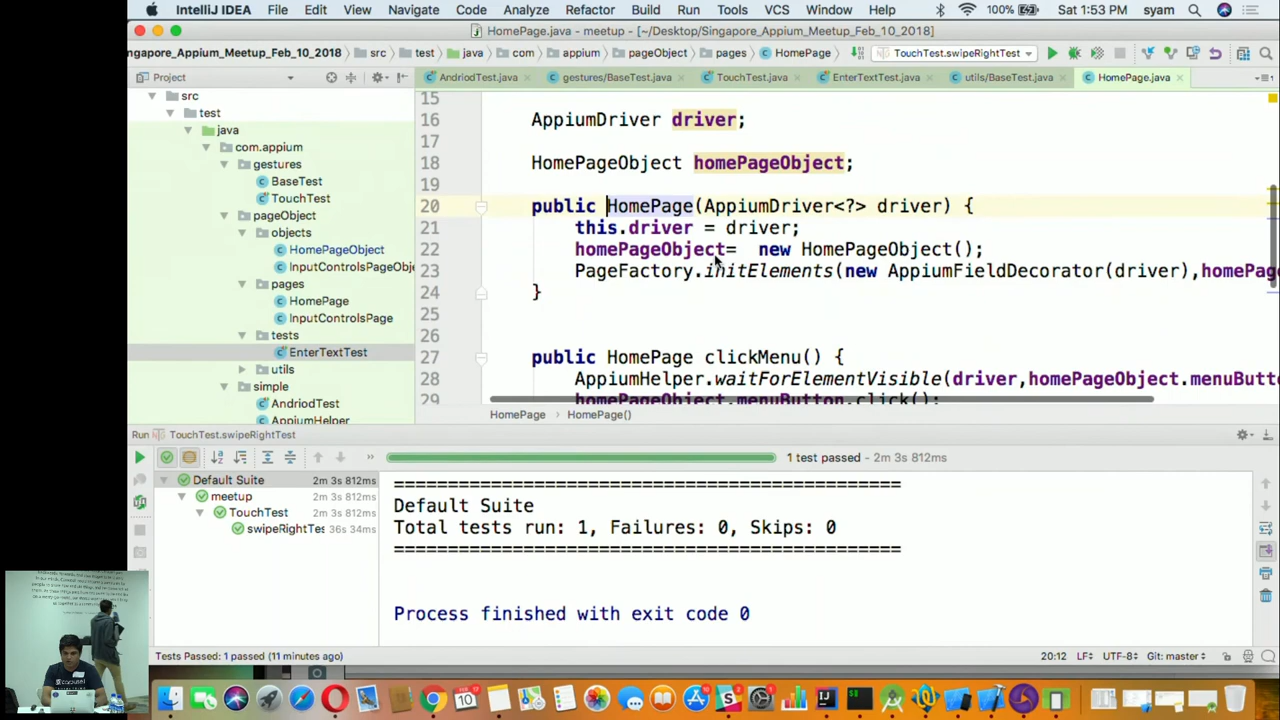 IntelliJ IDEA File Edit View Navigate Code Analyze Refactor Build Run Tools VCS Window Help 100% Sat 1:53 PM syam
HomePage.java - meetup - [~/Desktop/Singapore_Appium_Meetup_Feb_10_2018]
ingapore_Appium_Meetup_Feb_10_2018 src test java com appium pageObject pages HomePage TouchTest.swipeRightTest
Project
AndriodTest.java gestures/BaseTest.java TouchTest.java EnterTextTest.java utils/BaseTest.java HomePage.java
src
test
java
com.appium
gestures
BaseTest
TouchTest
pageObject
objects
HomePageObject
InputControlsPageObje
pages
HomePage
InputControlsPage
tests
EnterTextTest
utils
simple
AndriodTest
AppiumHelper
15
16 AppiumDriver driver;
17
18 HomePageObject homePageObject;
19
20 public HomePage(AppiumDriver<?> driver) {
21 this.driver = driver;
22 homePageObject= new HomePageObject();
23 PageFactory.initElements(new AppiumFieldDecorator(driver),homePa
24 }
25
26
27 public HomePage clickMenu() {
28 AppiumHelper.waitForElementVisible(driver,homePageObject.menuButto
29 homePageObject.menuButton.click();
HomePage HomePage()
Run TouchTest.swipeRightTest
1 test passed - 2m 3s 812ms
Default Suite 2m 3s 812ms
meetup 2m 3s 812ms
TouchTest 2m 3s 812ms
swipeRightTes 36s 34ms
===============================================
Default Suite
Total tests run: 1, Failures: 0, Skips: 0
===============================================
Process finished with exit code 0
Tests Passed: 1 passed (11 minutes ago) 20:12 LF÷ UTF-8÷ Git: master÷